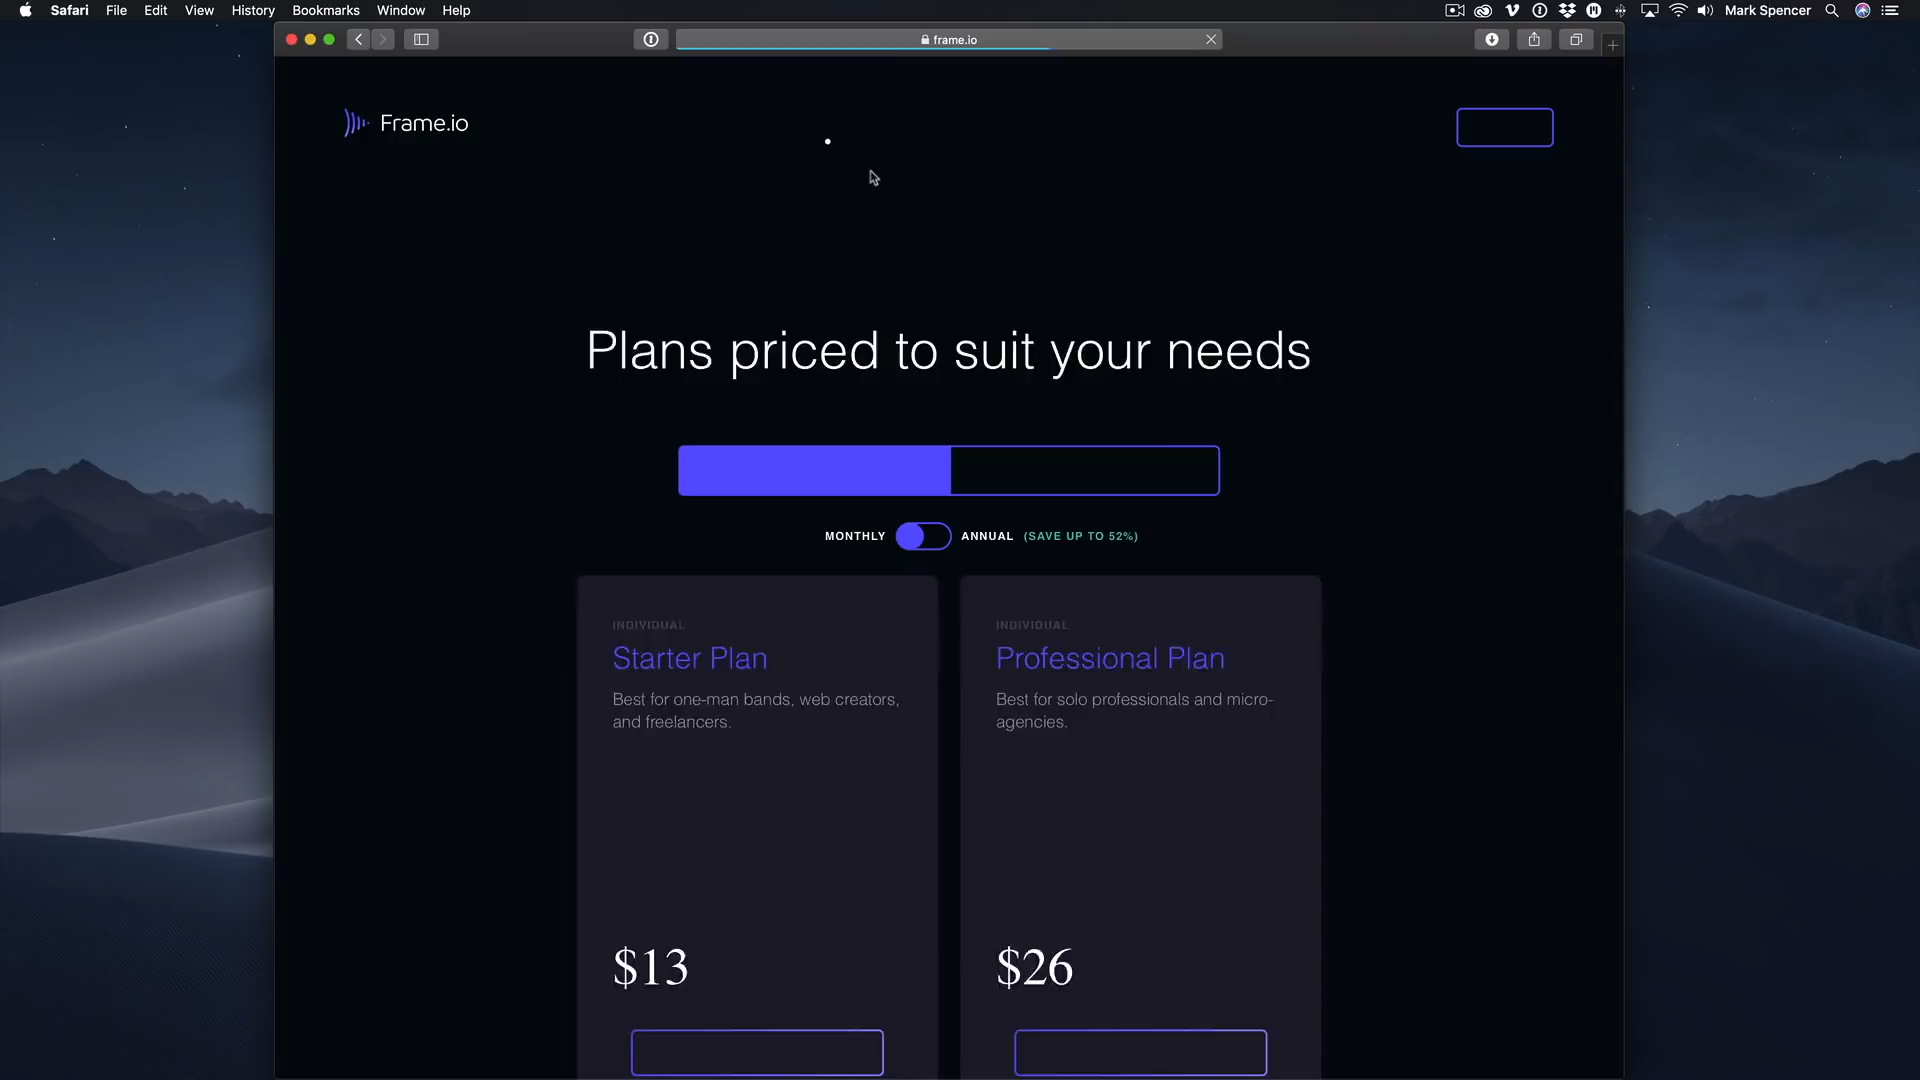 Safari File Edit View History Bookmarks Window Help Mark Spencer
frame.io
Frame.io
Plans priced to suit your needs
MONTHLY ANNUAL (SAVE UP TO 52%)
INDIVIDUAL
Starter Plan
Best for one-man bands, web creators,
and freelancers.
$13
INDIVIDUAL
Professional Plan
Best for solo professionals and micro-
agencies.
$26